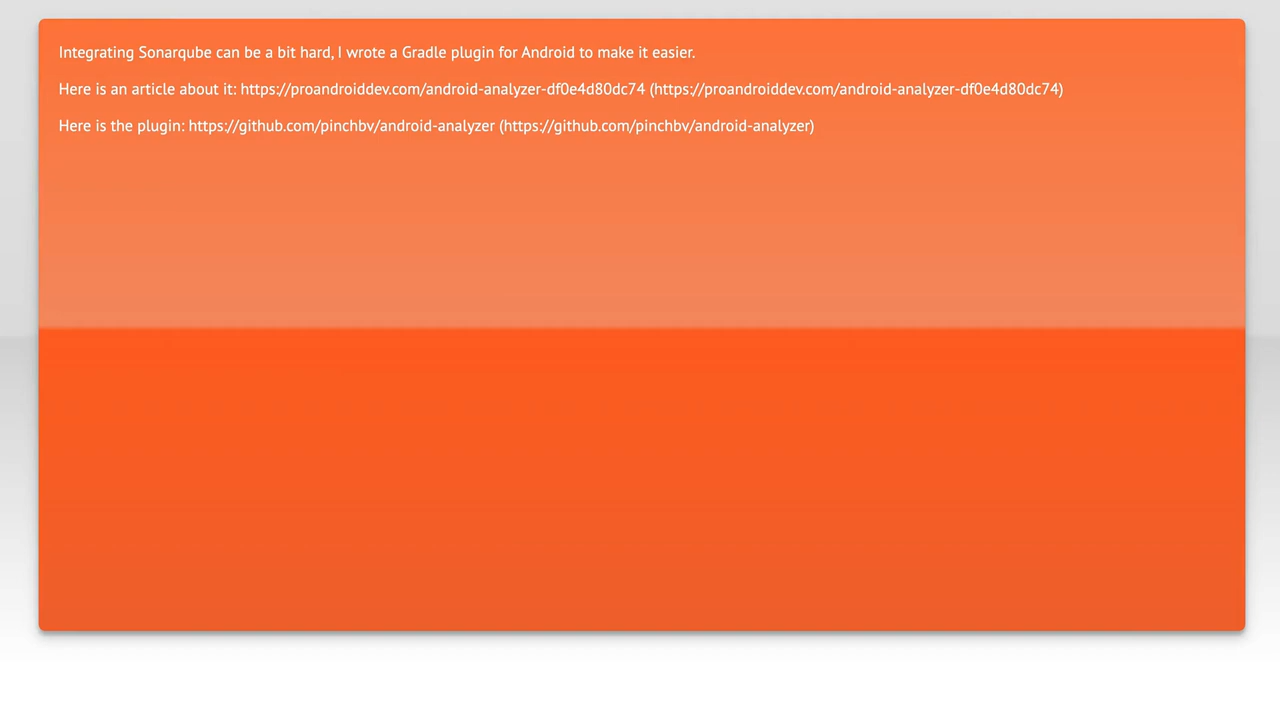 Integrating Sonarqube can be a bit hard, I wrote a Gradle plugin for Android to make it easier.
Here is an article about it: https://proandroiddev.com/android-analyzer-df0e4d80dc74 (https://proandroiddev.com/android-analyzer-df0e4d80dc74)
Here is the plugin: https://github.com/pinchbv/android-analyzer (https://github.com/pinchbv/android-analyzer)